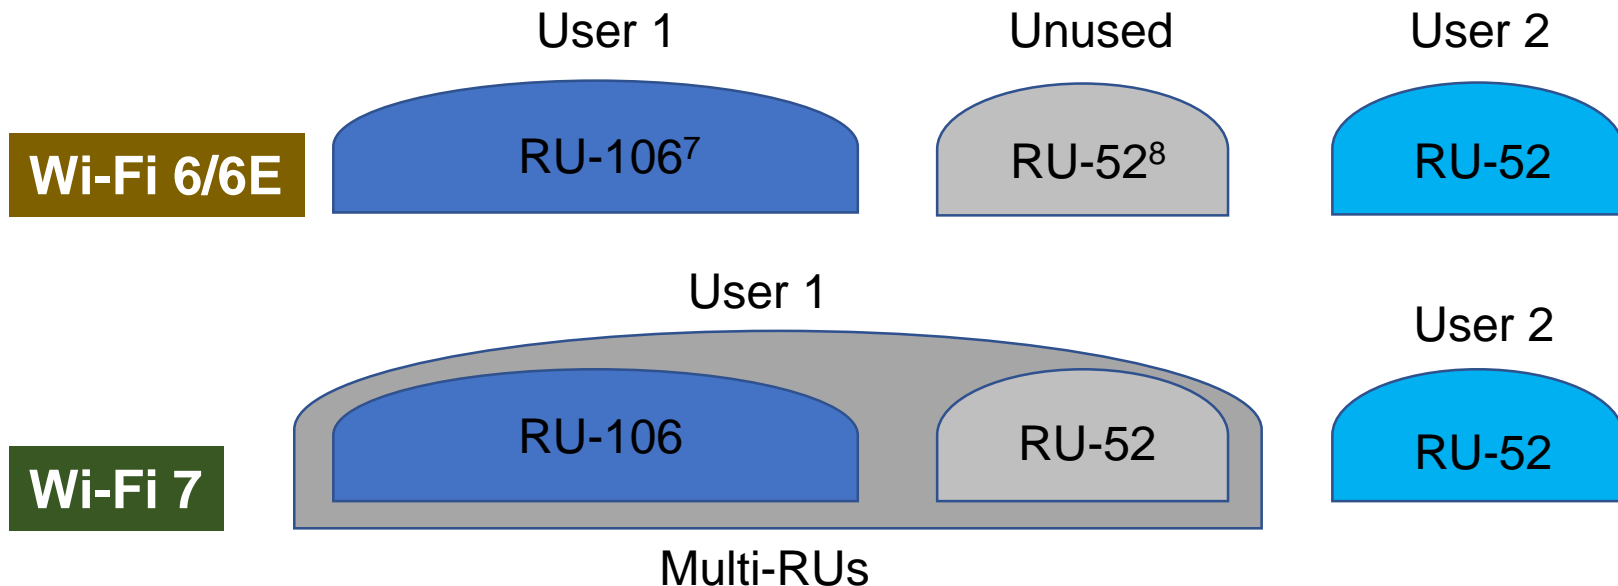 User 1
Unused
User 2
Wi-Fi 6/6E
RU-106⁷
RU-52⁸
RU-52
User 1
User 2
Wi-Fi 7
RU-106
RU-52
RU-52
Multi-RUs